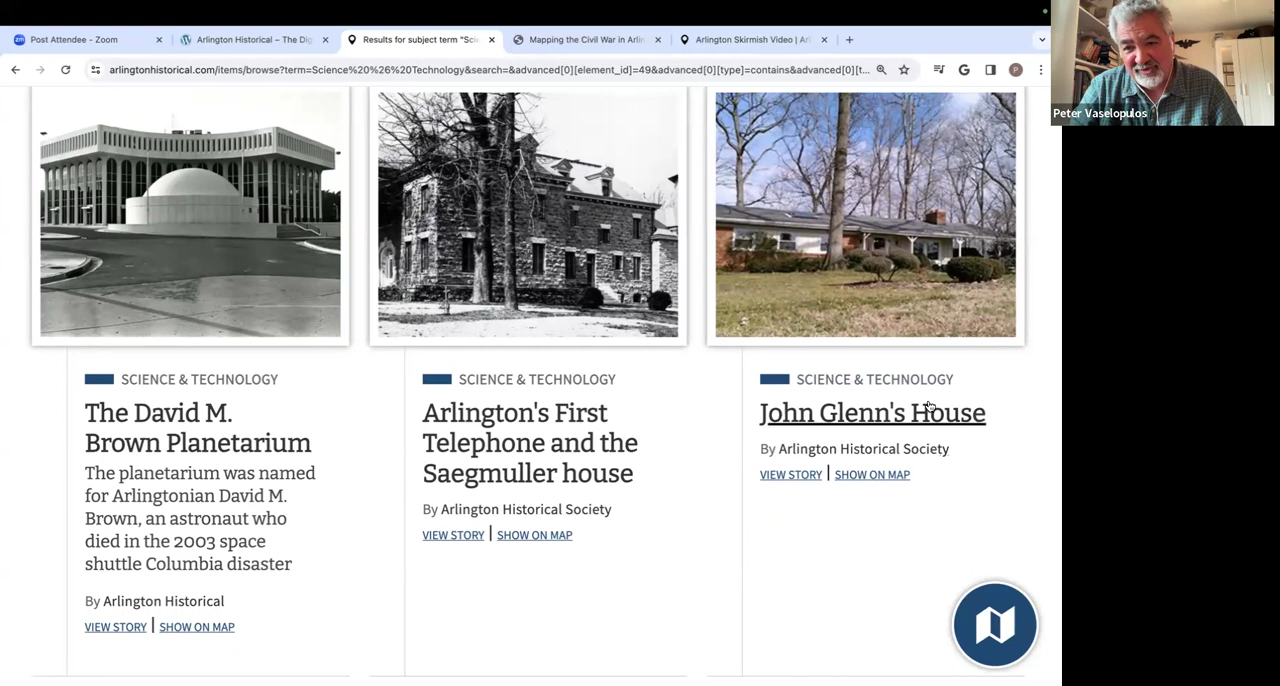 Post Attendee - Zoom
Arlington Historical – The Dig
Results for subject term "Scie
Mapping the Civil War in Arlin
Arlington Skirmish Video | Arl
arlingtonhistorical.com/items/browse?term=Science%20%26%20Technology&search=&advanced[0][element_id]=49&advanced[0][type]=contains&advanced[0][t...
Peter Vaselopulos
SCIENCE & TECHNOLOGY
The David M.
Brown Planetarium
The planetarium was named
for Arlingtonian David M.
Brown, an astronaut who
died in the 2003 space
shuttle Columbia disaster
By Arlington Historical
VIEW STORY | SHOW ON MAP
SCIENCE & TECHNOLOGY
Arlington's First
Telephone and the
Saegmuller house
By Arlington Historical Society
VIEW STORY | SHOW ON MAP
SCIENCE & TECHNOLOGY
John Glenn's House
By Arlington Historical Society
VIEW STORY | SHOW ON MAP